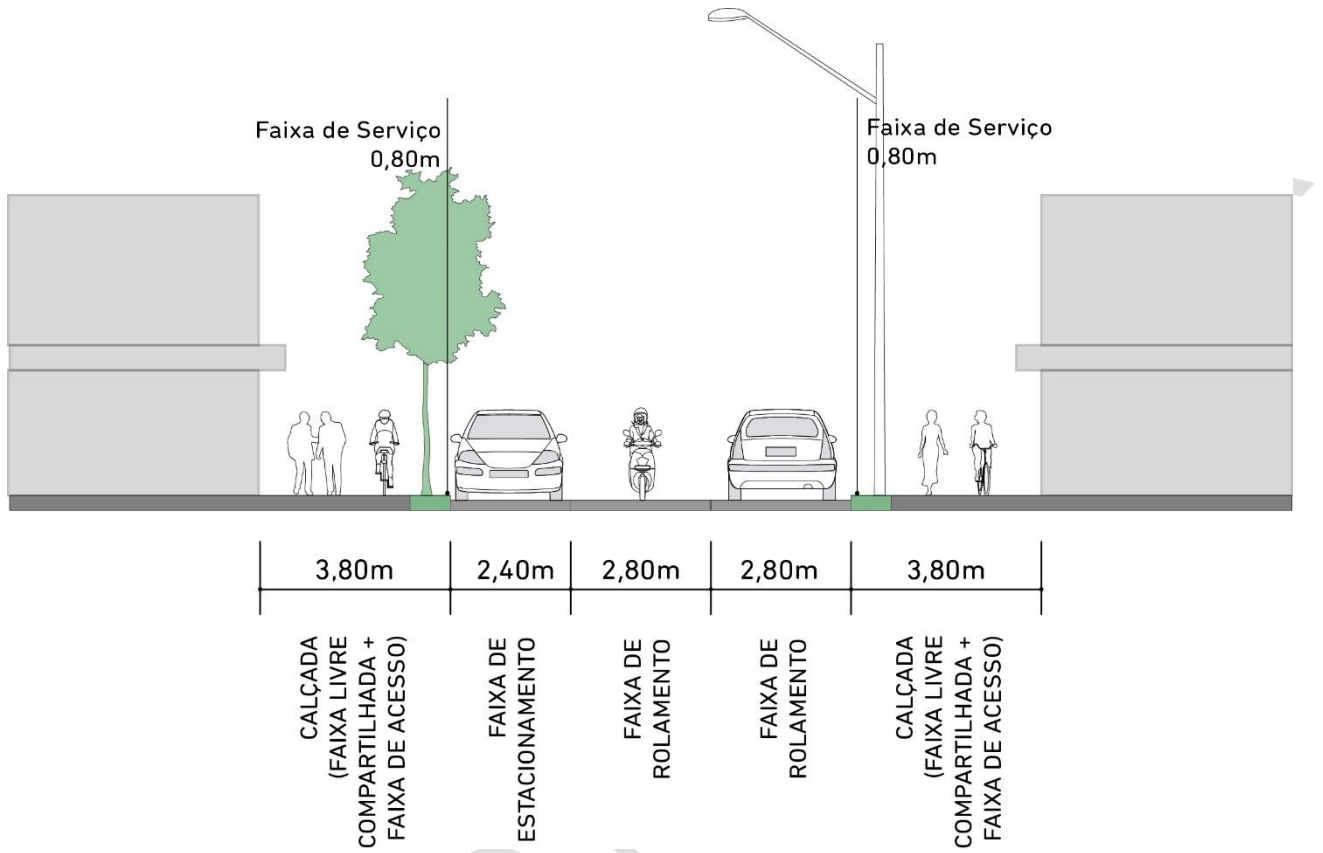 Faixa de Serviço
0,80m
Faixa de Serviço
0,80m
3,80m
2,40m
2,80m
2,80m
3,80m
CALÇADA
(FAIXA LIVRE
COMPARTILHADA +
FAIXA DE ACESSO)
FAIXA DE
ESTACIONAMENTO
FAIXA DE
ROLAMENTO
FAIXA DE
ROLAMENTO
CALÇADA
(FAIXA LIVRE
COMPARTILHADA +
FAIXA DE ACESSO)